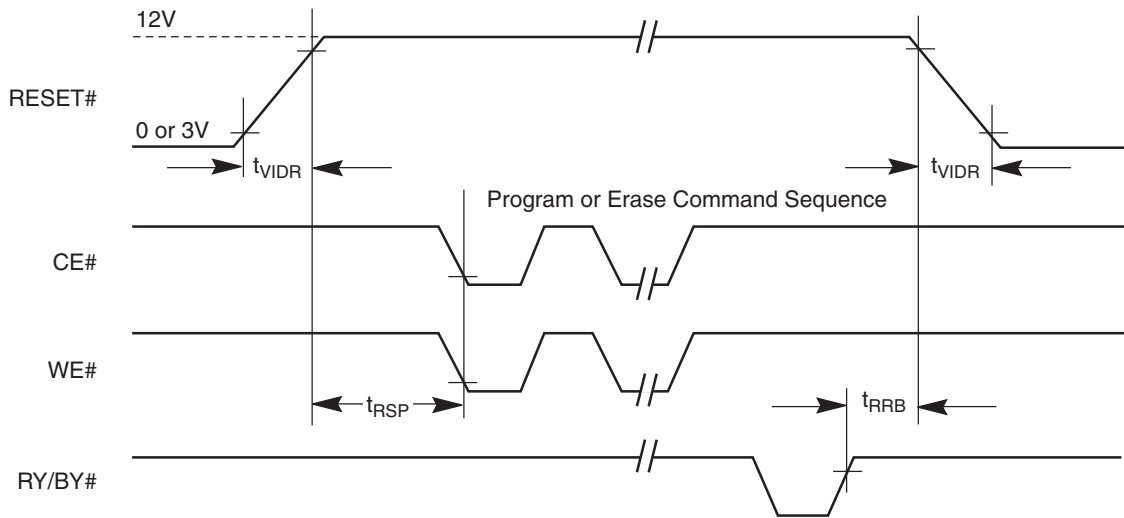 12V
RESET#
0 or 3V
tVIDR
tVIDR
Program or Erase Command Sequence
CE#
WE#
tRSP
tRRB
RY/BY#